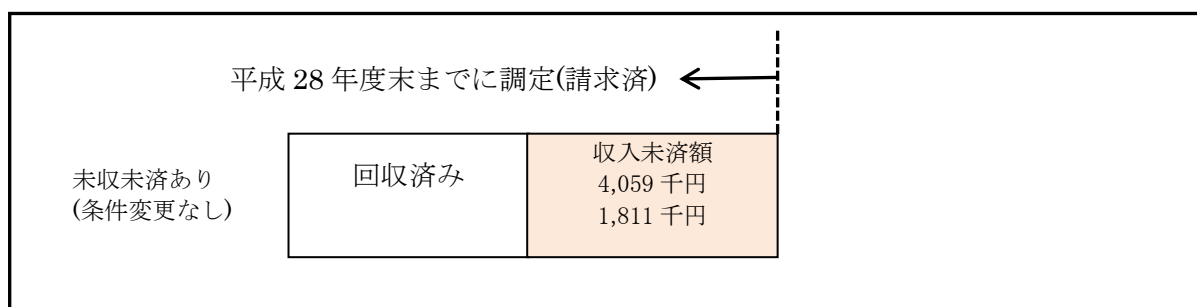 平成 28 年度末までに調定(請求済)
未収未済あり
(条件変更なし)
回収済み
収入未済額
4,059 千円
1,811 千円